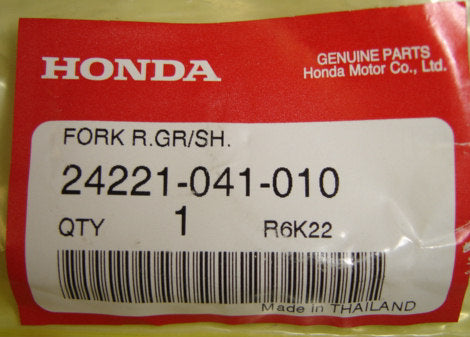 HONDA
GENUINE PARTS
Honda Motor Co., Ltd.
FORK R.GR/SH.
24221-041-010
QTY 1 R6K22
Made in THAILAND